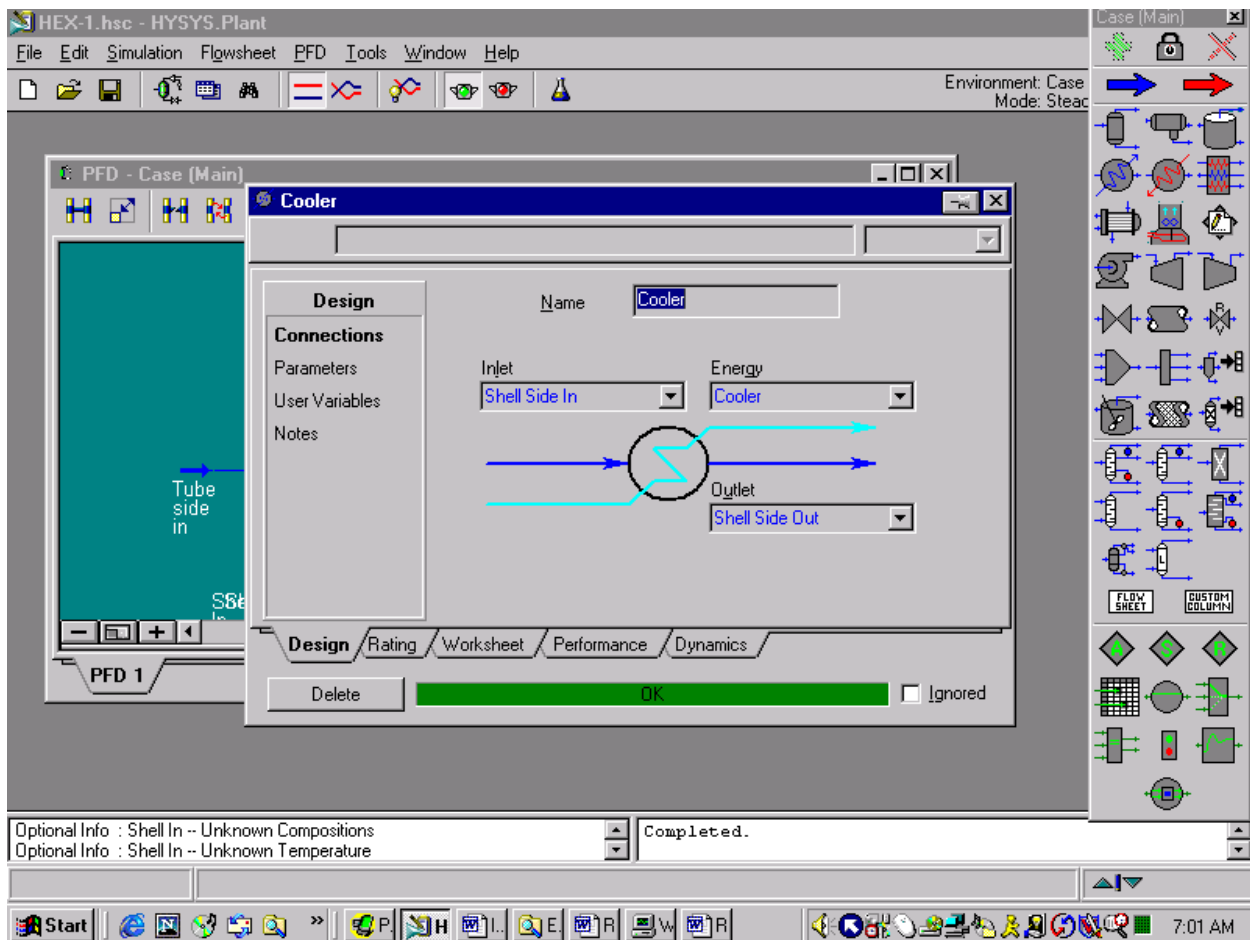 HEX-1.hsc - HYSYS.Plant
Case (Main)
File Edit Simulation Flowsheet PFD Tools Window Help
Environment: Case
Mode: Stead
PFD - Case (Main)
Cooler
Design
Name
Cooler
Connections
Parameters
Inlet
Energy
User Variables
Shell Side In
Cooler
Notes
Tube
side
in
Outlet
Shell Side Out
In
Design Rating Worksheet Performance Dynamics
PFD 1
Delete
OK
Ignored
FLOW
SHEET
CUSTOM
COLUMN
A S R
Optional Info : Shell In -- Unknown Compositions
Optional Info : Shell In -- Unknown Temperature
Completed.
Start
P. H I.. E. R W R
7:01 AM